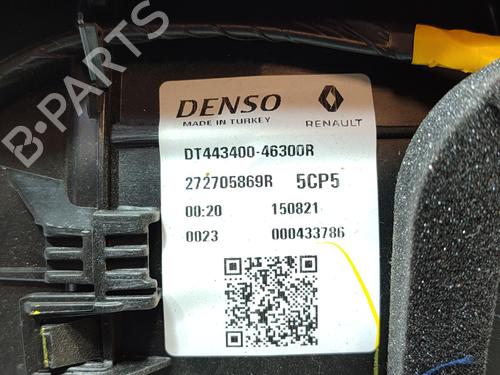 DENSO
MADE IN TURKEY
RENAULT
DT443400-46300R
272705869R 5CP5
00:20 150821
0023 000433786
B-PARTS